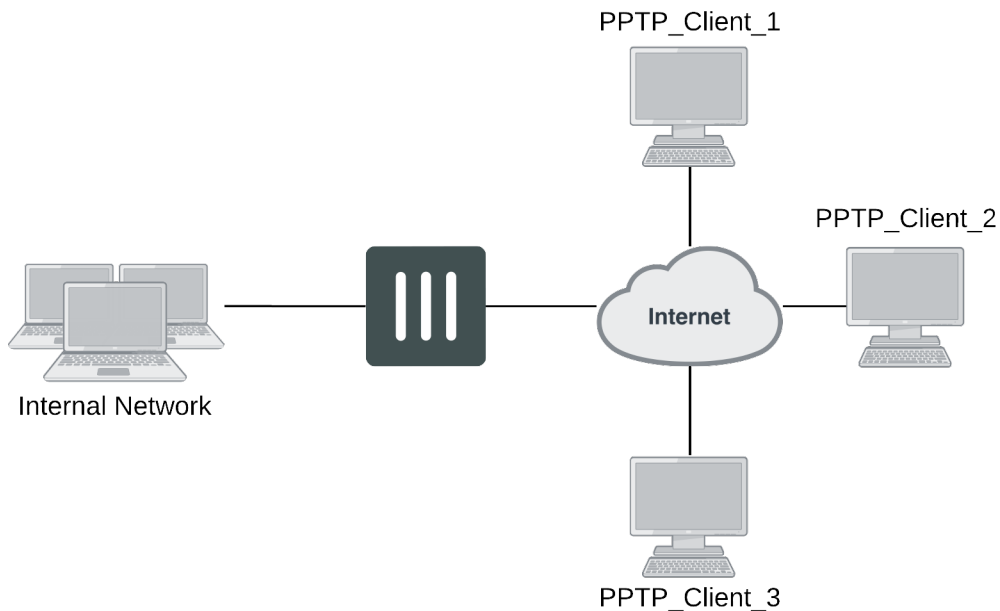 PPTP_Client_1
PPTP_Client_2
Internet
Internal Network
PPTP_Client_3